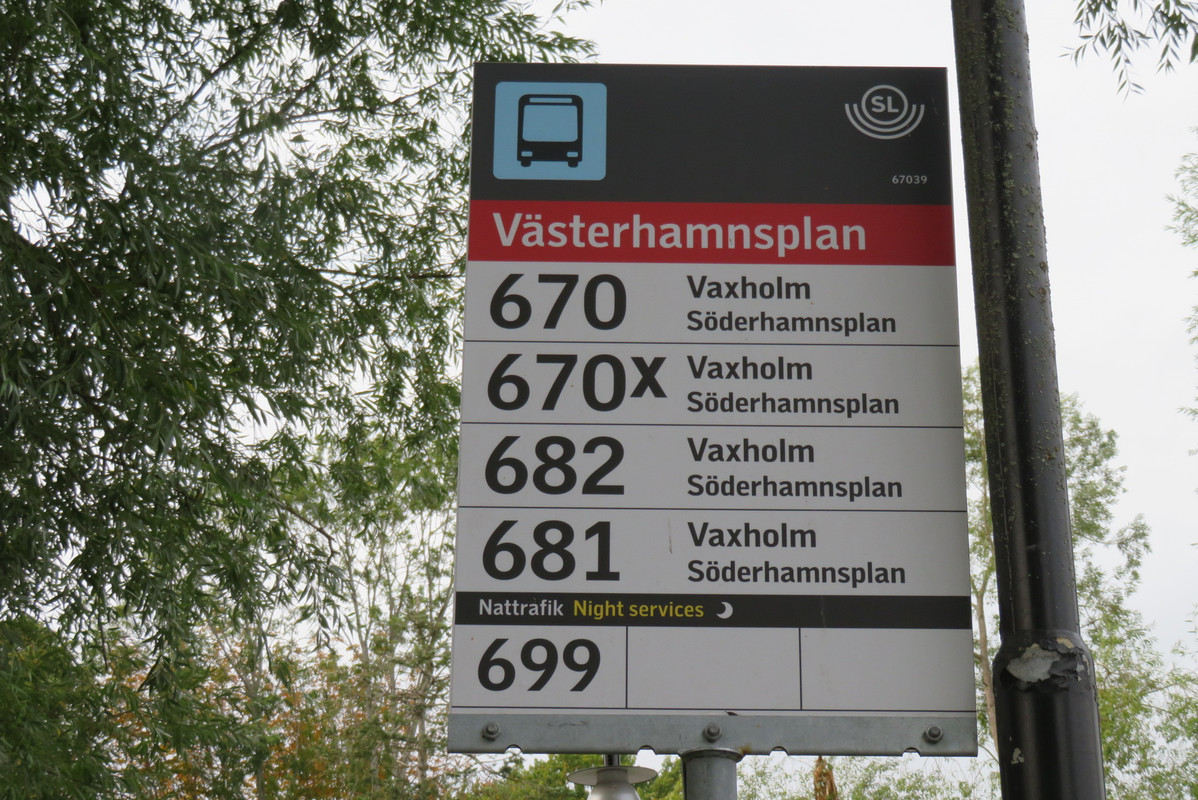 SL
67039
Västerhamnsplan
670 Vaxholm
Söderhamnsplan
670X Vaxholm
Söderhamnsplan
682 Vaxholm
Söderhamnsplan
681 Vaxholm
Söderhamnsplan
Nattrafik Night services
699